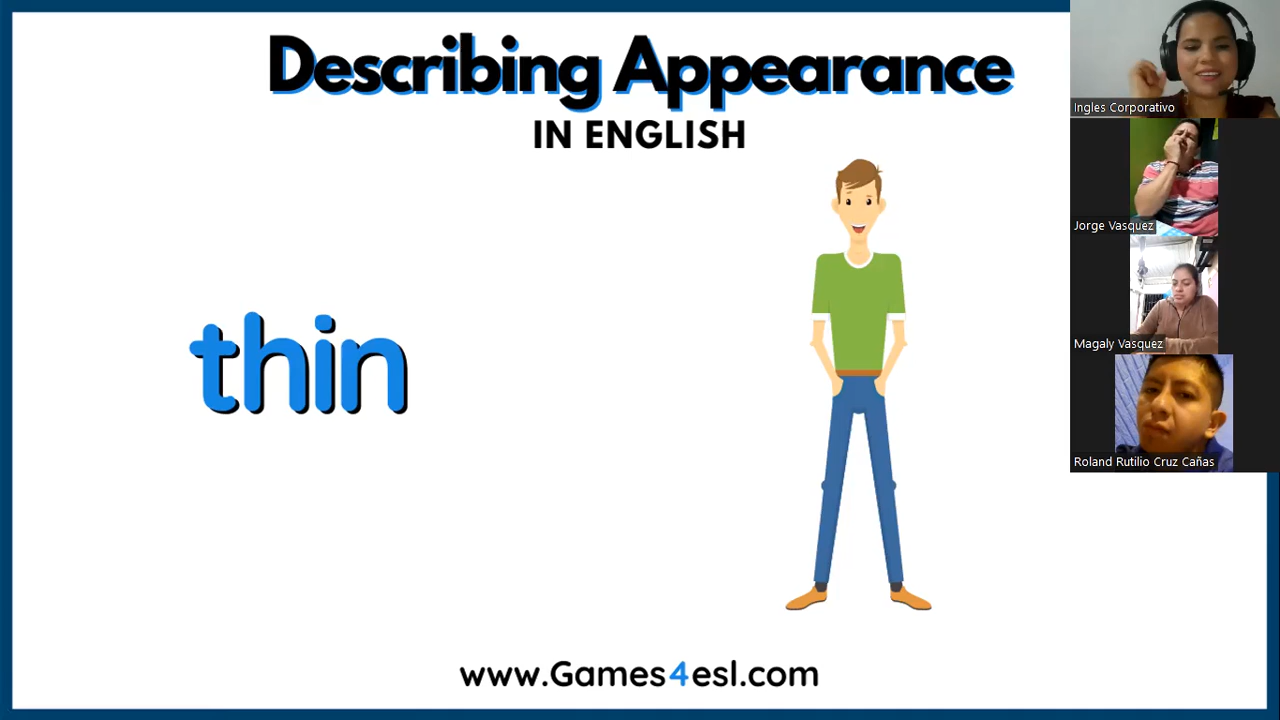 Describing Appearance
IN ENGLISH
thin
www.Games4esl.com
Ingles Corporativo
Jorge Vasquez
Magaly Vasquez
Roland Rutilio Cruz Cañas